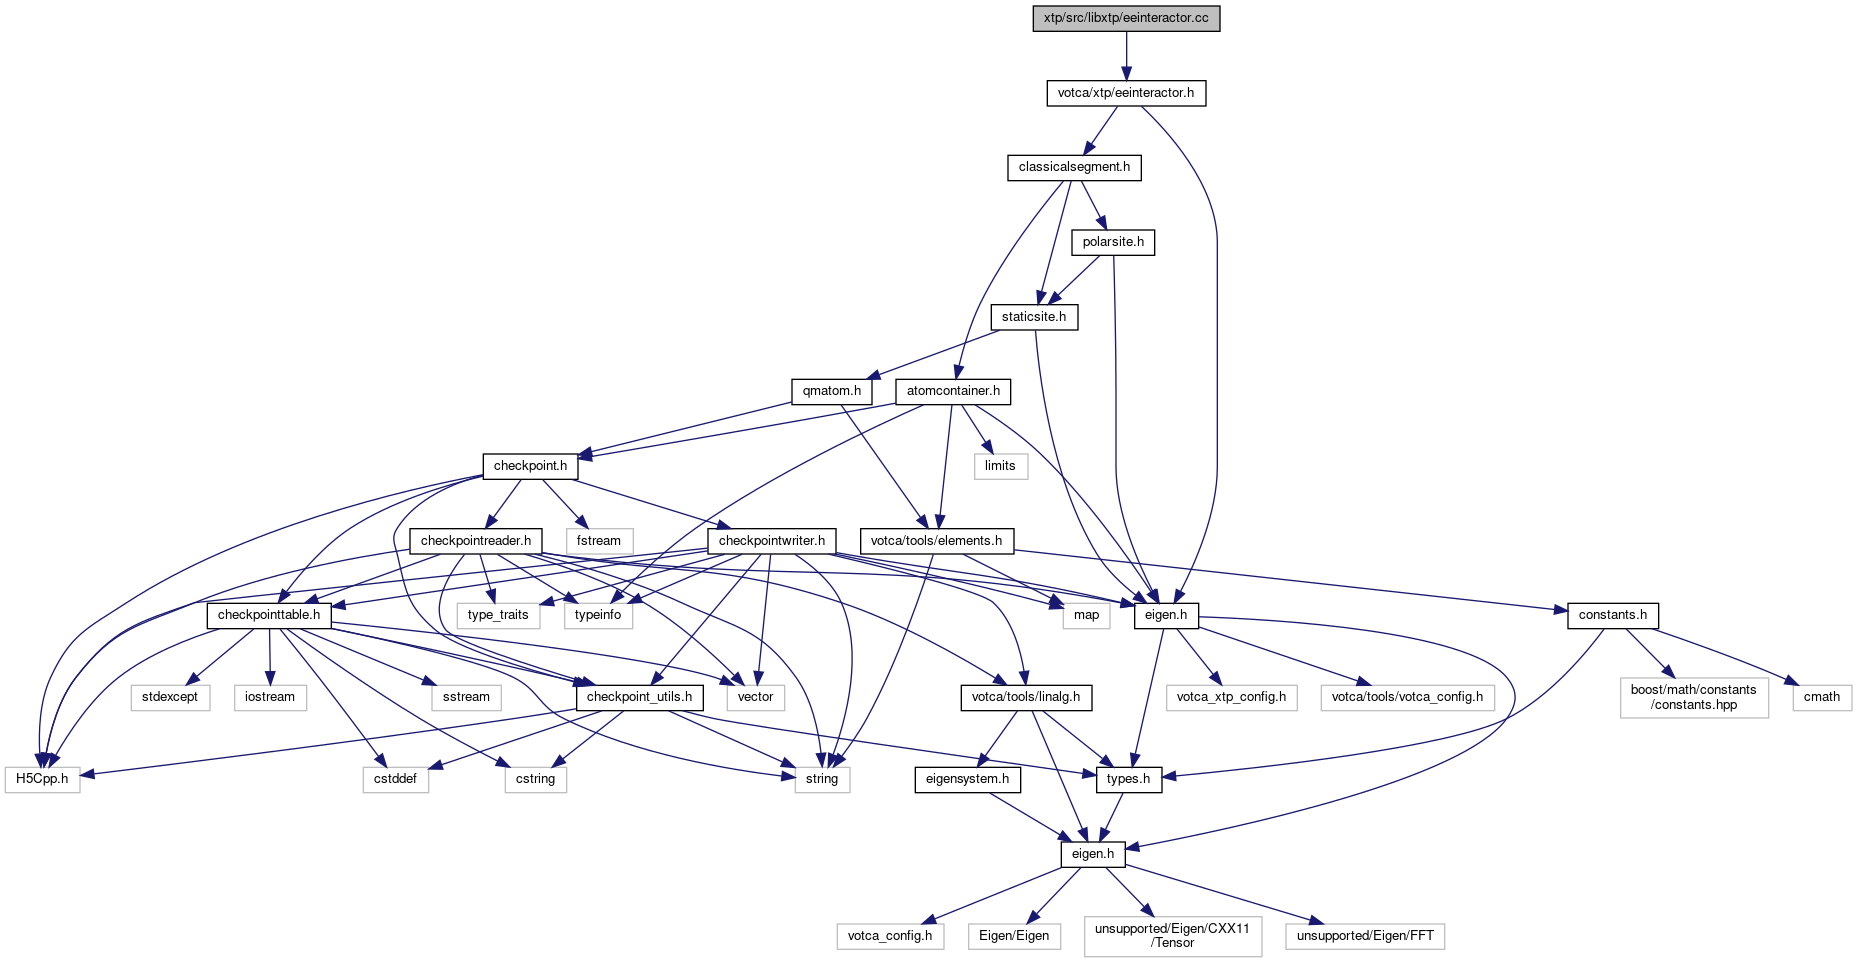 xtp/src/libxtp/eeinteractor.cc
votca/xtp/eeinteractor.h
classicalsegment.h
polarsite.h
staticsite.h
qmatom.h
atomcontainer.h
checkpoint.h
limits
checkpointreader.h
fstream
checkpointwriter.h
votca/tools/elements.h
checkpointtable.h
type_traits
typeinfo
map
eigen.h
constants.h
stdexcept
iostream
sstream
checkpoint_utils.h
vector
votca/tools/linalg.h
votca_xtp_config.h
votca/tools/votca_config.h
boost/math/constants
/constants.hpp
cmath
H5Cpp.h
cstddef
cstring
string
eigensystem.h
types.h
eigen.h
votca_config.h
Eigen/Eigen
unsupported/Eigen/CXX11
/Tensor
unsupported/Eigen/FFT